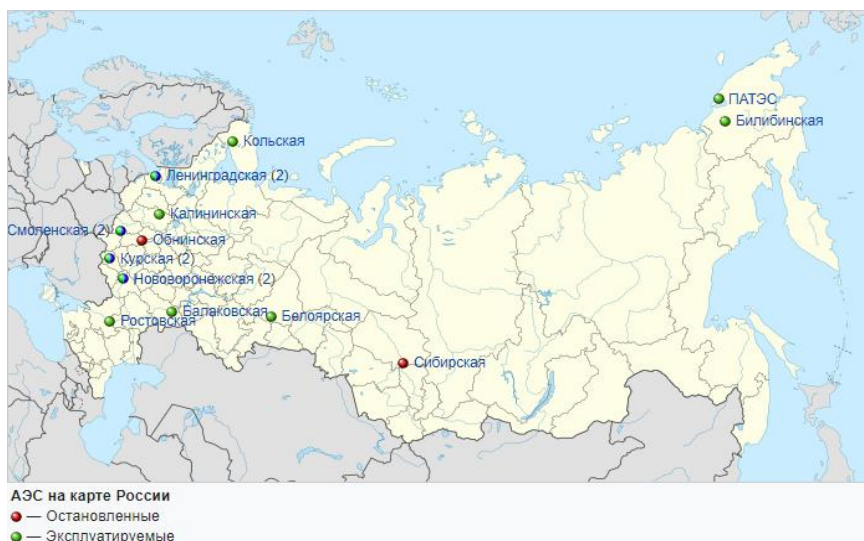 ПАТЭС
Билибинская
Кольская
Ленинградская (2)
Калининская
Смоленская (2)
Обнинская
Курская (2)
Нововоронежская (2)
Балаковская
Белоярская
Ростовская
Сибирская
АЭС на карте России
— Остановленные
— Эксплуатируемые